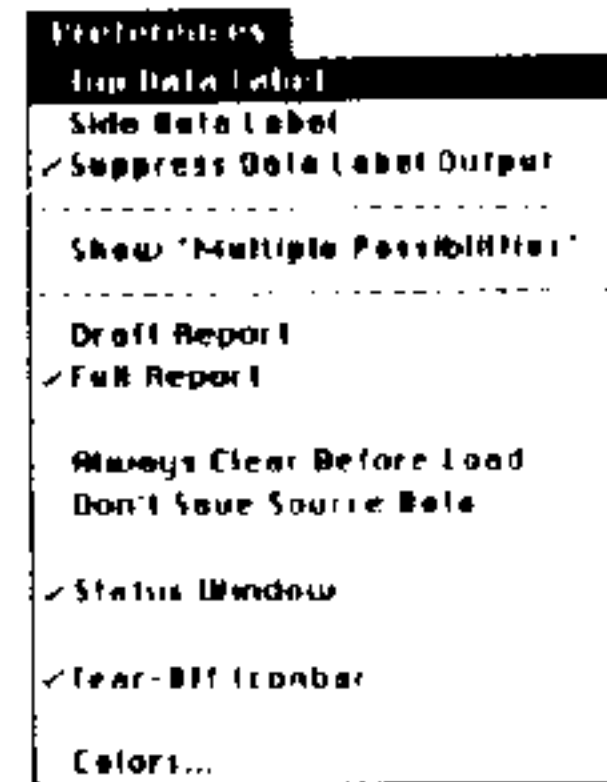 Preferences
Top Data Label
Side Data Label
✓Suppress Data Label Output
Show "Multiple Possibilities"
Draft Report
✓Full Report
Always Clear Before Load
Don't Save Source Data
✓Status Window
✓Tear-Off Iconbar
Colors...